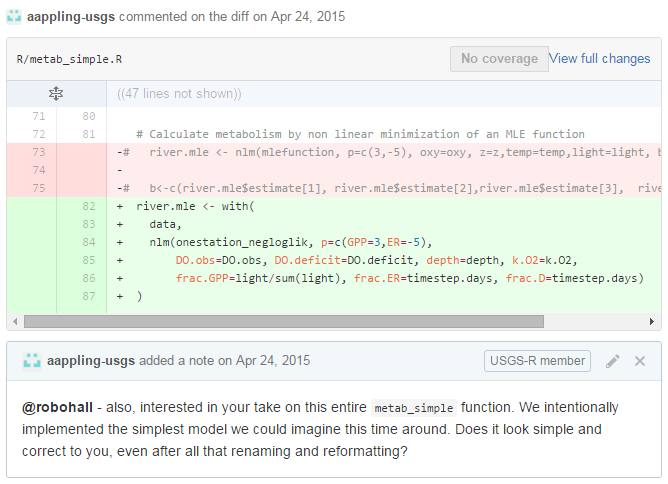 aappling-usgs commented on the diff on Apr 24, 2015
R/metab_simple.R No coverage View full changes
((47 lines not shown))
71 80
72 81 # Calculate metabolism by non linear minimization of an MLE function
73 -# river.mle <- nlm(mlefunction, p=c(3,-5), oxy=oxy, z=z,temp=temp,light=light, b
74 -
75 -# b<-c(river.mle$estimate[1], river.mle$estimate[2],river.mle$estimate[3], rive
82 + river.mle <- with(
83 + data,
84 + nlm(onestation_negloglik, p=c(GPP=3,ER=-5),
85 + DO.obs=DO.obs, DO.deficit=DO.deficit, depth=depth, k.O2=k.O2,
86 + frac.GPP=light/sum(light), frac.ER=timestep.days, frac.D=timestep.days)
87 + )
aappling-usgs added a note on Apr 24, 2015 USGS-R member
@robohall - also, interested in your take on this entire metab_simple function. We intentionally
implemented the simplest model we could imagine this time around. Does it look simple and
correct to you, even after all that renaming and reformatting?